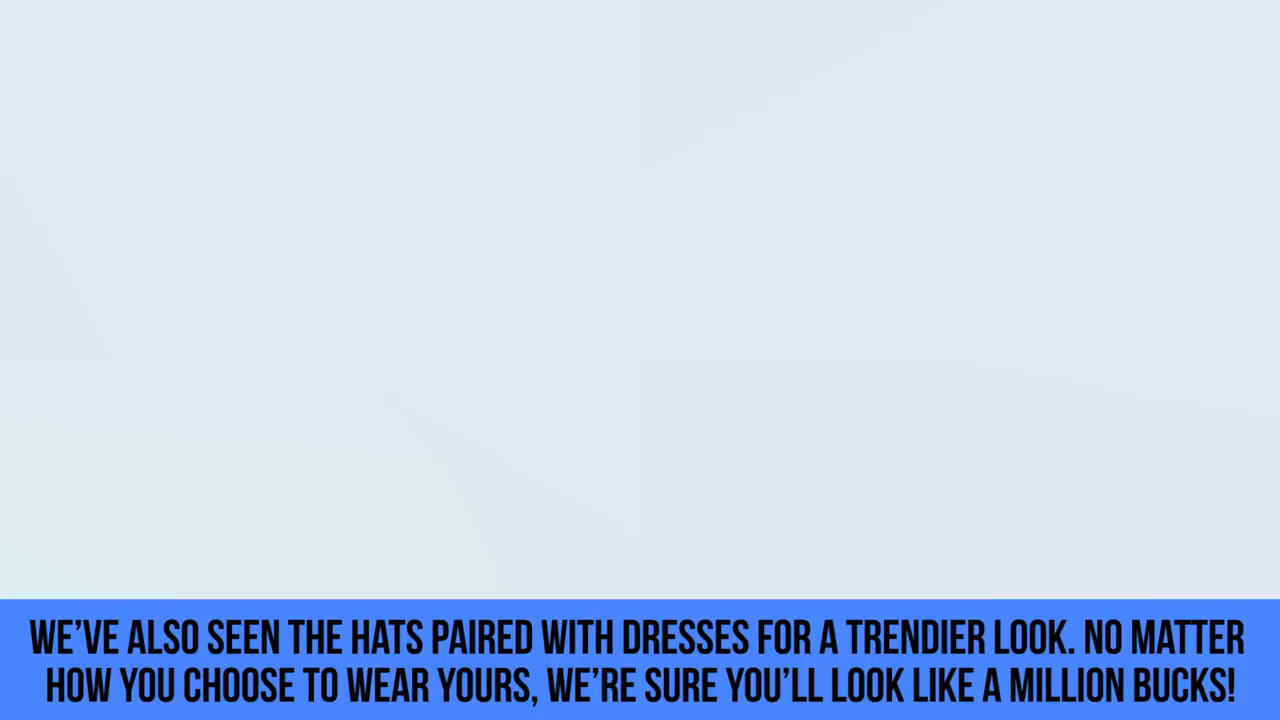 WE’VE ALSO SEEN THE HATS PAIRED WITH DRESSES FOR A TRENDIER LOOK. NO MATTER
HOW YOU CHOOSE TO WEAR YOURS, WE’RE SURE YOU’LL LOOK LIKE A MILLION BUCKS!